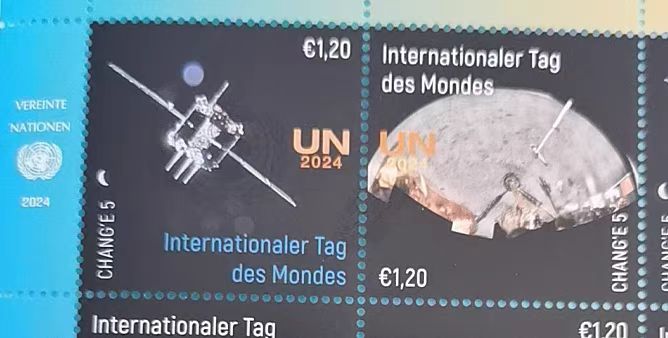 €1,20
Internationaler Tag
des Mondes
VEREINTE
NATIONEN
2024
UN
2024
UN
2024
CHANG'E 5
Internationaler Tag
des Mondes
€1,20
CHANG'E 5
Internationaler Tag
€1,20